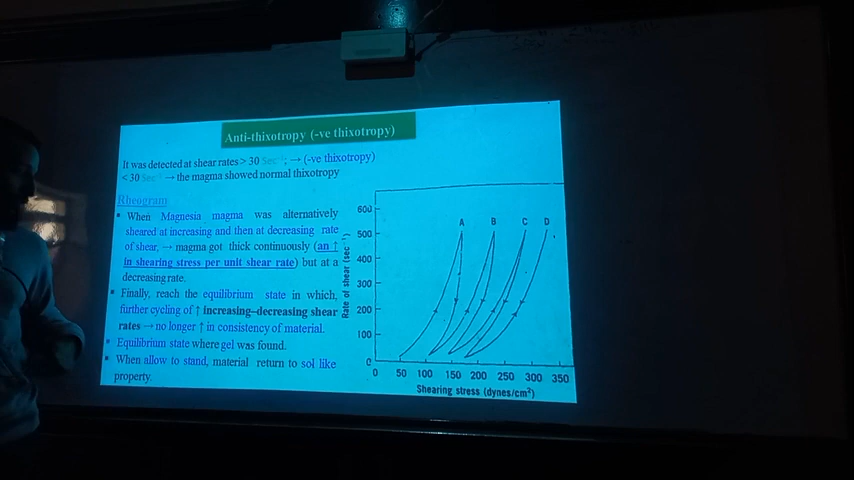 Anti-thixotropy (-ve thixotropy)
It was detected at shear rates > 30 Sec⁻¹; → (-ve thixotropy)
< 30 Sec⁻¹ → the magma showed normal thixotropy
Rheogram
▪ When Magnesia magma was alternatively
sheared at increasing and then at decreasing rate
of shear, → magma got thick continuously (an ↑
in shearing stress per unit shear rate) but at a
decreasing rate.
▪ Finally, reach the equilibrium state in which,
further cycling of ↑ increasing–decreasing shear
rates → no longer ↑ in consistency of material.
▪ Equilibrium state where gel was found.
▪ When allow to stand, material return to sol like
property.
Rate of shear (sec⁻¹)
600
500
400
300
200
100
0
A B C D
0 50 100 150 200 250 300 350
Shearing stress (dynes/cm²)